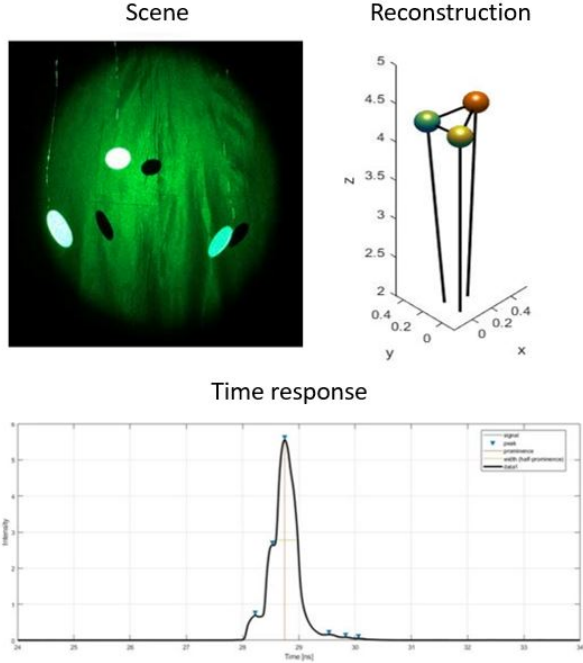 Scene
Reconstruction
5
4.5
4
3.5
3
2.5
2
z
0.4
0.2
0
y
0
0.2
0.4
x
Time response
6
5
4
3
2
1
0
Intensity
24
25
26
27
28
29
30
31
32
33
34
Time [ns]
signal
peak
prominence
width (half-prominence)
data1